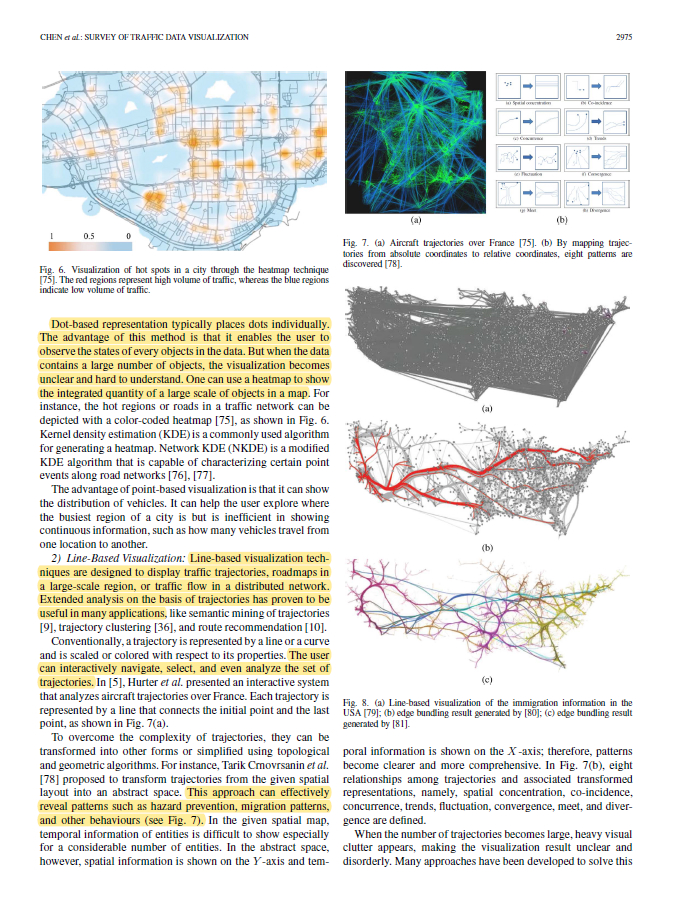 CHEN et al.: SURVEY OF TRAFFIC DATA VISUALIZATION
2975
1
0.5
0
Fig. 6. Visualization of hot spots in a city through the heatmap technique
[75]. The red regions represent high volume of traffic, whereas the blue regions
indicate low volume of traffic.
Dot-based representation typically places dots individually.
The advantage of this method is that it enables the user to
observe the states of every objects in the data. But when the data
contains a large number of objects, the visualization becomes
unclear and hard to understand. One can use a heatmap to show
the integrated quantity of a large scale of objects in a map. For
instance, the hot regions or roads in a traffic network can be
depicted with a color-coded heatmap [75], as shown in Fig. 6.
Kernel density estimation (KDE) is a commonly used algorithm
for generating a heatmap. Network KDE (NKDE) is a modified
KDE algorithm that is capable of characterizing certain point
events along road networks [76], [77].
The advantage of point-based visualization is that it can show
the distribution of vehicles. It can help the user explore where
the busiest region of a city is but is inefficient in showing
continuous information, such as how many vehicles travel from
one location to another.
2) Line-Based Visualization: Line-based visualization tech-
niques are designed to display traffic trajectories, roadmaps in
a large-scale region, or traffic flow in a distributed network.
Extended analysis on the basis of trajectories has proven to be
useful in many applications, like semantic mining of trajectories
[9], trajectory clustering [36], and route recommendation [10].
Conventionally, a trajectory is represented by a line or a curve
and is scaled or colored with respect to its properties. The user
can interactively navigate, select, and even analyze the set of
trajectories. In [5], Hurter et al. presented an interactive system
that analyzes aircraft trajectories over France. Each trajectory is
represented by a line that connects the initial point and the last
point, as shown in Fig. 7(a).
To overcome the complexity of trajectories, they can be
transformed into other forms or simplified using topological
and geometric algorithms. For instance, Tarik Crnovrsanin et al.
[78] proposed to transform trajectories from the given spatial
layout into an abstract space. This approach can effectively
reveal patterns such as hazard prevention, migration patterns,
and other behaviours (see Fig. 7). In the given spatial map,
temporal information of entities is difficult to show especially
for a considerable number of entities. In the abstract space,
however, spatial information is shown on the Y-axis and tem-
(a) Spatial concentration
(b) Co-incidence
(c) Concurrence
(d) Trends
(e) Fluctuation
(f) Convergence
(g) Meet
(h) Divergence
(a)
(b)
Fig. 7. (a) Aircraft trajectories over France [75]. (b) By mapping trajec-
tories from absolute coordinates to relative coordinates, eight patterns are
discovered [78].
(a)
(b)
(c)
Fig. 8. (a) Line-based visualization of the immigration information in the
USA [79]; (b) edge bundling result generated by [80]; (c) edge bundling result
generated by [81].
poral information is shown on the X-axis; therefore, patterns
become clearer and more comprehensive. In Fig. 7(b), eight
relationships among trajectories and associated transformed
representations, namely, spatial concentration, co-incidence,
concurrence, trends, fluctuation, convergence, meet, and diver-
gence are defined.
When the number of trajectories becomes large, heavy visual
clutter appears, making the visualization result unclear and
disorderly. Many approaches have been developed to solve this